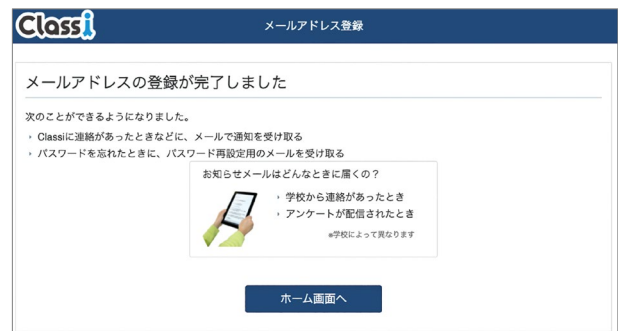 Classi
メールアドレス登録
メールアドレスの登録が完了しました
次のことができるようになりました。
› Classiに連絡があったときなどに、メールで通知を受け取る
› パスワードを忘れたときに、パスワード再設定用のメールを受け取る
お知らせメールはどんなときに届くの？
› 学校から連絡があったとき
› アンケートが配信されたとき
※学校によって異なります
ホーム画面へ